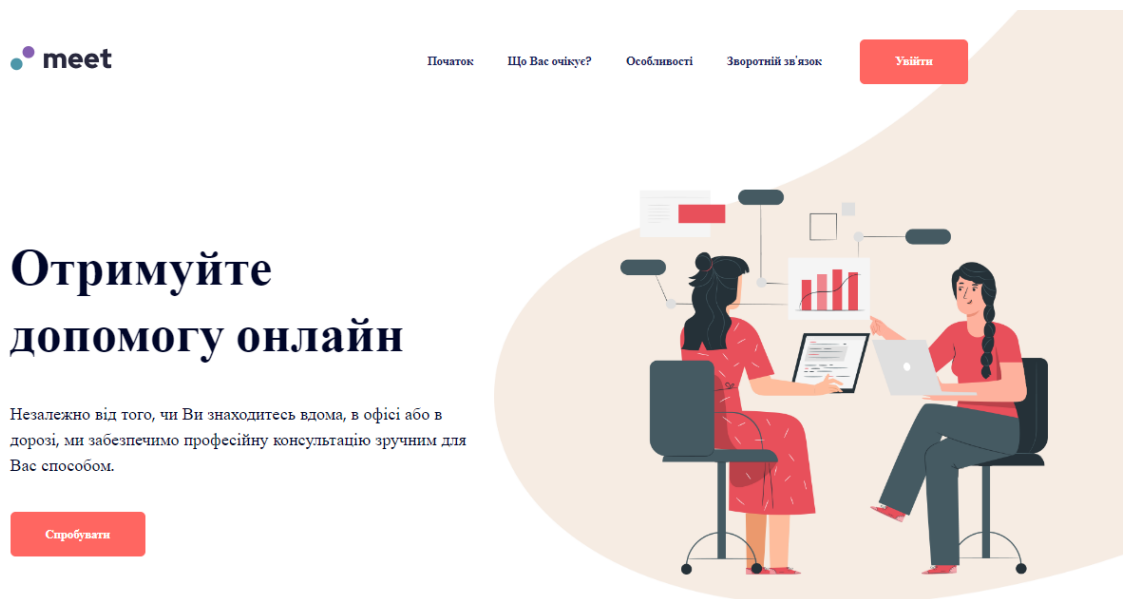 meet
Початок Що Вас очікує? Особливості Зворотній зв'язок Увійти
Отримуйте
допомогу онлайн
Незалежно від того, чи Ви знаходитесь вдома, в офісі або в
дорозі, ми забезпечимо професійну консультацію зручним для
Вас способом.
Спробувати